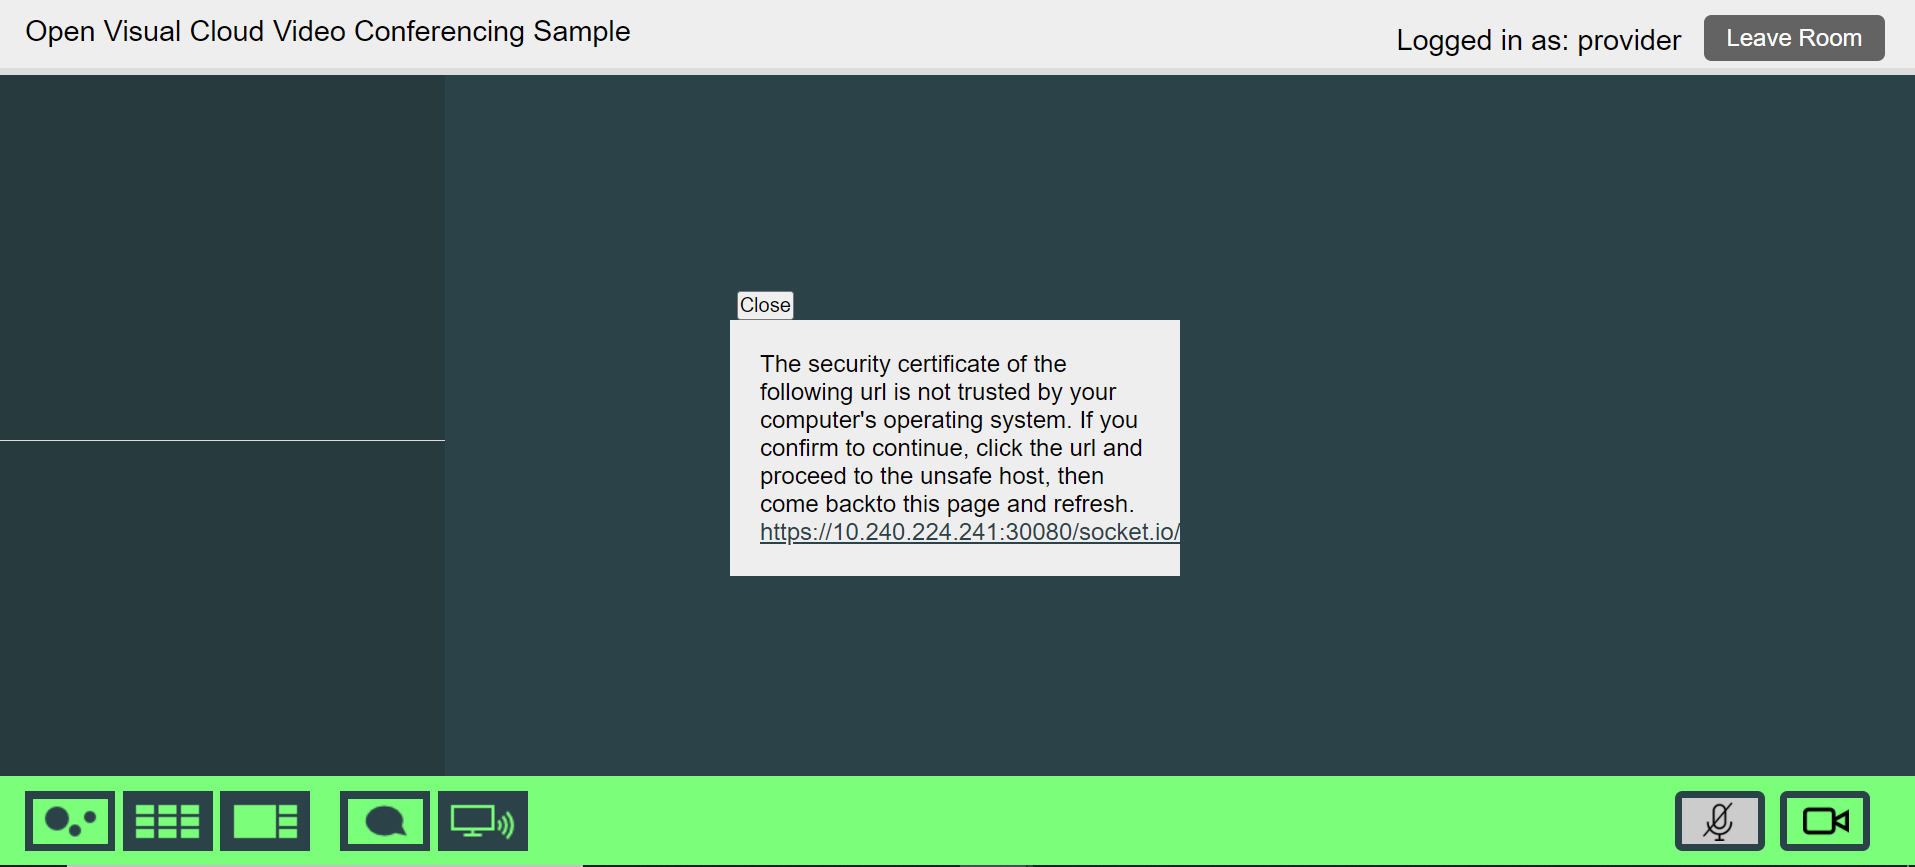 Open Visual Cloud Video Conferencing Sample
Logged in as: provider
Leave Room
Close
The security certificate of the
following url is not trusted by your
computer's operating system. If you
confirm to continue, click the url and
proceed to the unsafe host, then
come backto this page and refresh.
https://10.240.224.241:30080/socket.io/